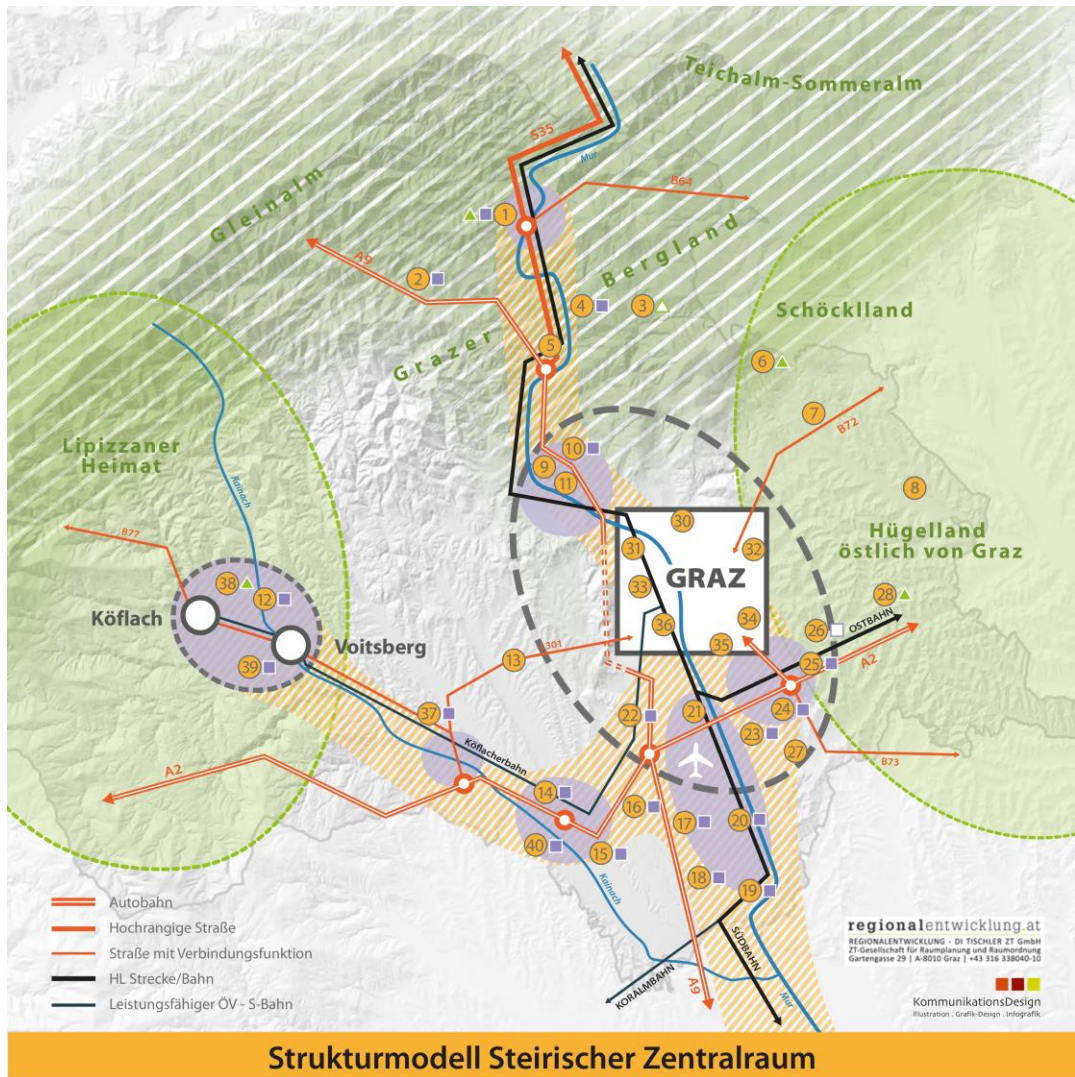 Teichalm-Sommeralm
S35
Mur
B64
Gleinalm
1
A9
Bergland
2
4
3
Schöcklland
5
Grazer
6
7
B72
Lipizzaner
Heimat
Kainach
10
9
11
8
30
Hügelland
östlich von Graz
B77
31
32
GRAZ
38
12
33
28
Köflach
36
34
26
OSTBAHN
Voitsberg
303
35
13
39
25
A2
37
22
21
24
23
27
B73
Köflacherbahn
A2
14
16
17
20
40
15
18
19
Kainach
Autobahn
Hochrangige Straße
Straße mit Verbindungsfunktion
HL Strecke/Bahn
Leistungsfähiger ÖV - S-Bahn
KORALMBAHN
A9
SÜDBAHN
Mur
regionalentwicklung.at
REGIONALENTWICKLUNG - DI TISCHLER ZT GmbH
ZT-Gesellschaft für Raumplanung und Raumordnung
Gartengasse 29 | A-8010 Graz | +43 316 338040-10
KommunikationsDesign
Illustration . Grafik-Design . Infografik
Strukturmodell Steirischer Zentralraum